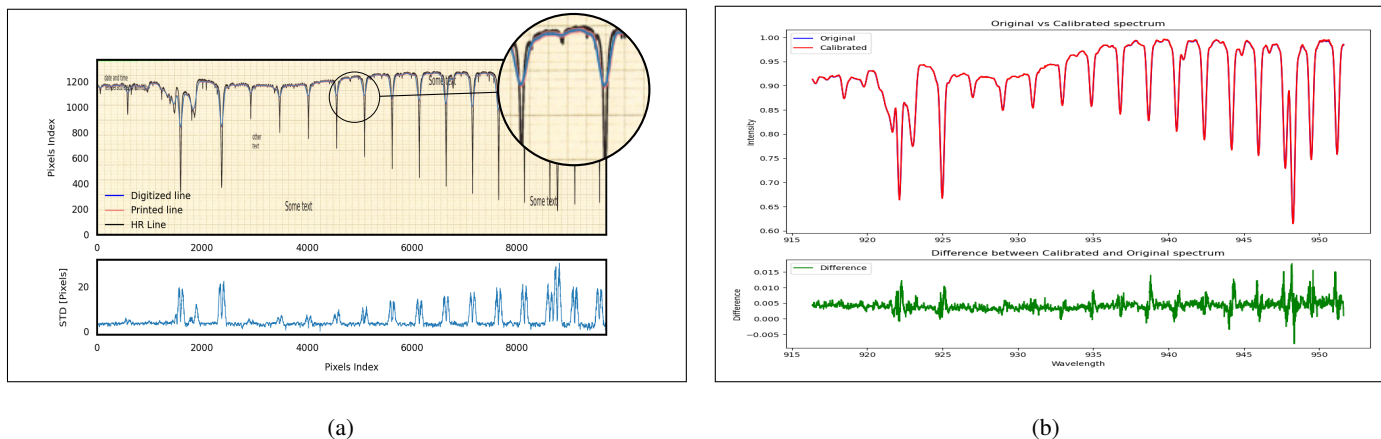 1200
1000
800
600
400
200
0
Pixels Index
date and time
Some text
other
text
Some text
Some text
Digitized line
Printed line
HR Line
0
2000
4000
6000
8000
20
0
STD [Pixels]
0
2000
4000
6000
8000
Pixels Index
(a)
Original vs Calibrated spectrum
Original
Calibrated
1.00
0.95
0.90
0.85
0.80
0.75
0.70
0.65
0.60
Intensity
915
920
925
930
935
940
945
950
Difference between Calibrated and Original spectrum
Difference
0.015
0.010
0.005
0.000
−0.005
Difference
915
920
925
930
935
940
945
950
Wavelength
(b)